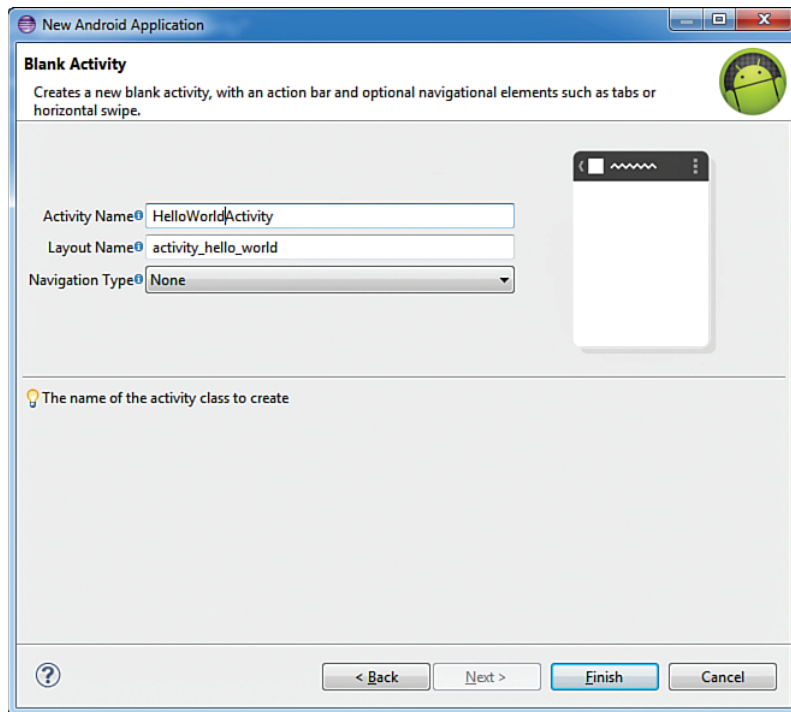 New Android Application
Blank Activity
Creates a new blank activity, with an action bar and optional navigational elements such as tabs or
horizontal swipe.
Activity Name HelloWorldActivity
Layout Name activity_hello_world
Navigation Type None
The name of the activity class to create
< Back Next > Finish Cancel